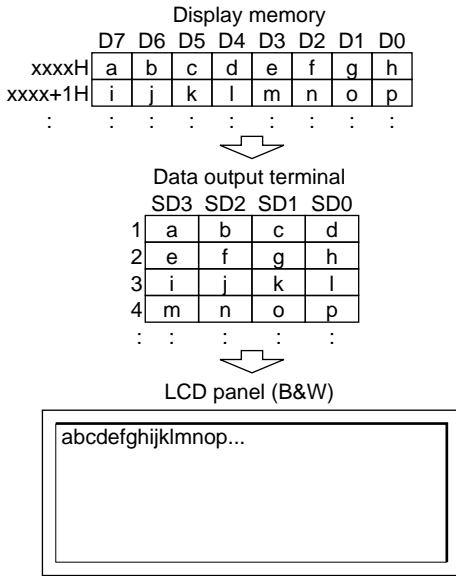 Display memory
D7 D6 D5 D4 D3 D2 D1 D0
xxxxH a b c d e f g h
xxxx+1H i j k l m n o p
: : : : : : : : :
Data output terminal
SD3 SD2 SD1 SD0
1 a b c d
2 e f g h
3 i j k l
4 m n o p
: : : : :
LCD panel (B&W)
abcdefghijklmnop...